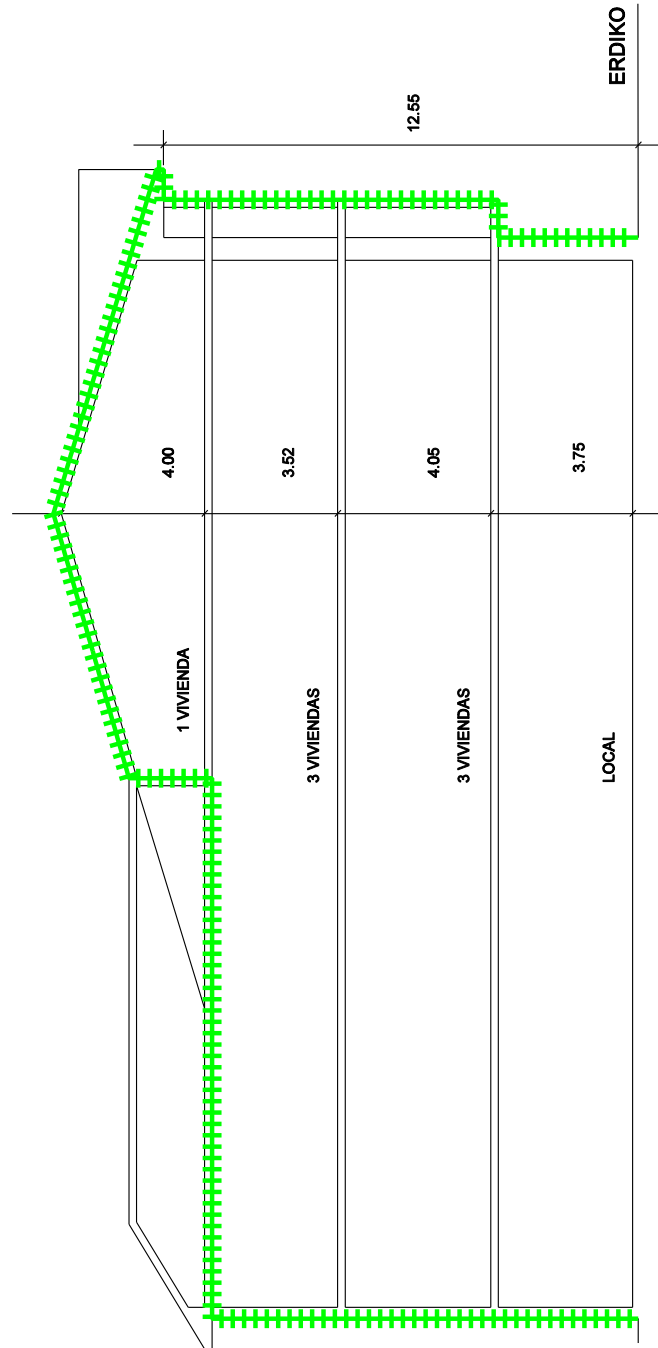 ERDIKO
12.55
4.00
3.52
4.05
3.75
1 VIVIENDA
3 VIVIENDAS
3 VIVIENDAS
LOCAL